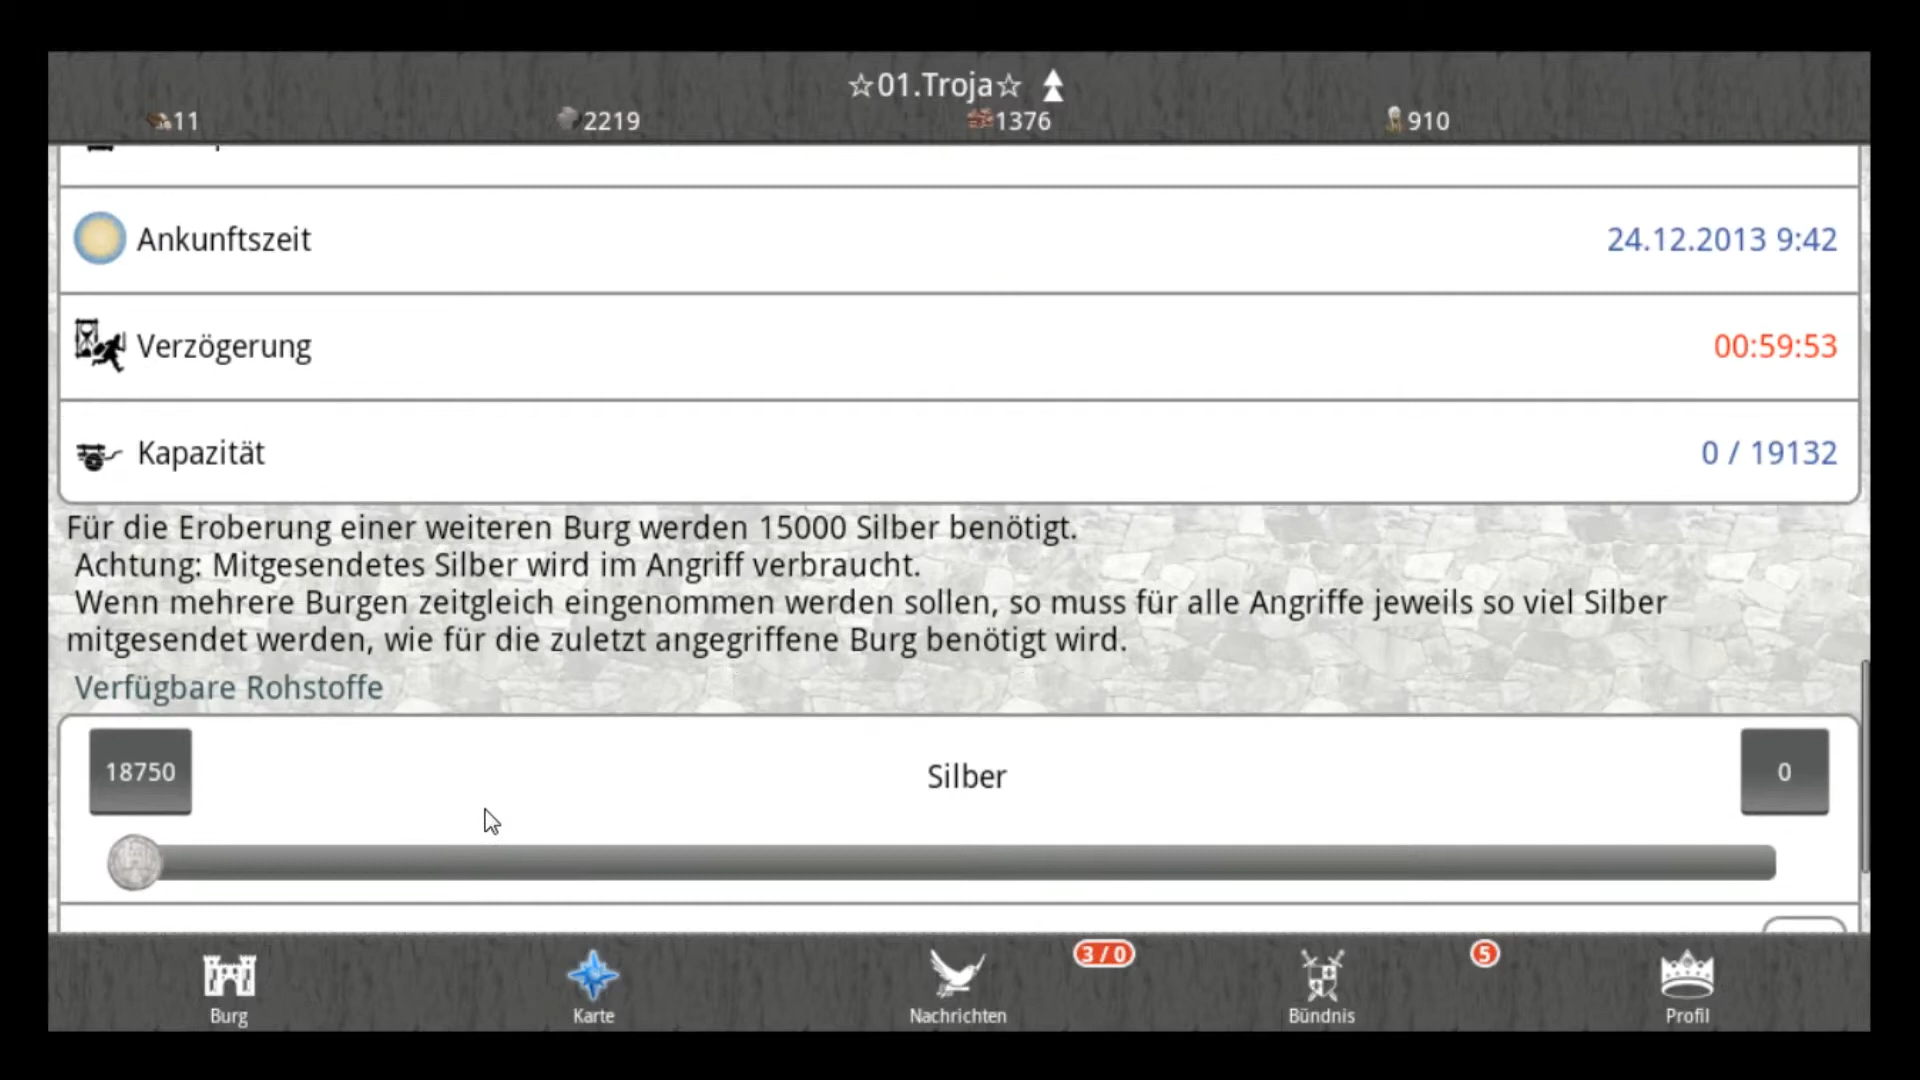 ☆01.Troja☆
11
2219
1376
910
Ankunftszeit
24.12.2013 9:42
Verzögerung
00:59:53
Kapazität
0 / 19132
Für die Eroberung einer weiteren Burg werden 15000 Silber benötigt.
Achtung: Mitgesendetes Silber wird im Angriff verbraucht.
Wenn mehrere Burgen zeitgleich eingenommen werden sollen, so muss für alle Angriffe jeweils so viel Silber
mitgesendet werden, wie für die zuletzt angegriffene Burg benötigt wird.
Verfügbare Rohstoffe
18750
Silber
0
3 / 0
5
Burg
Karte
Nachrichten
Bündnis
Profil